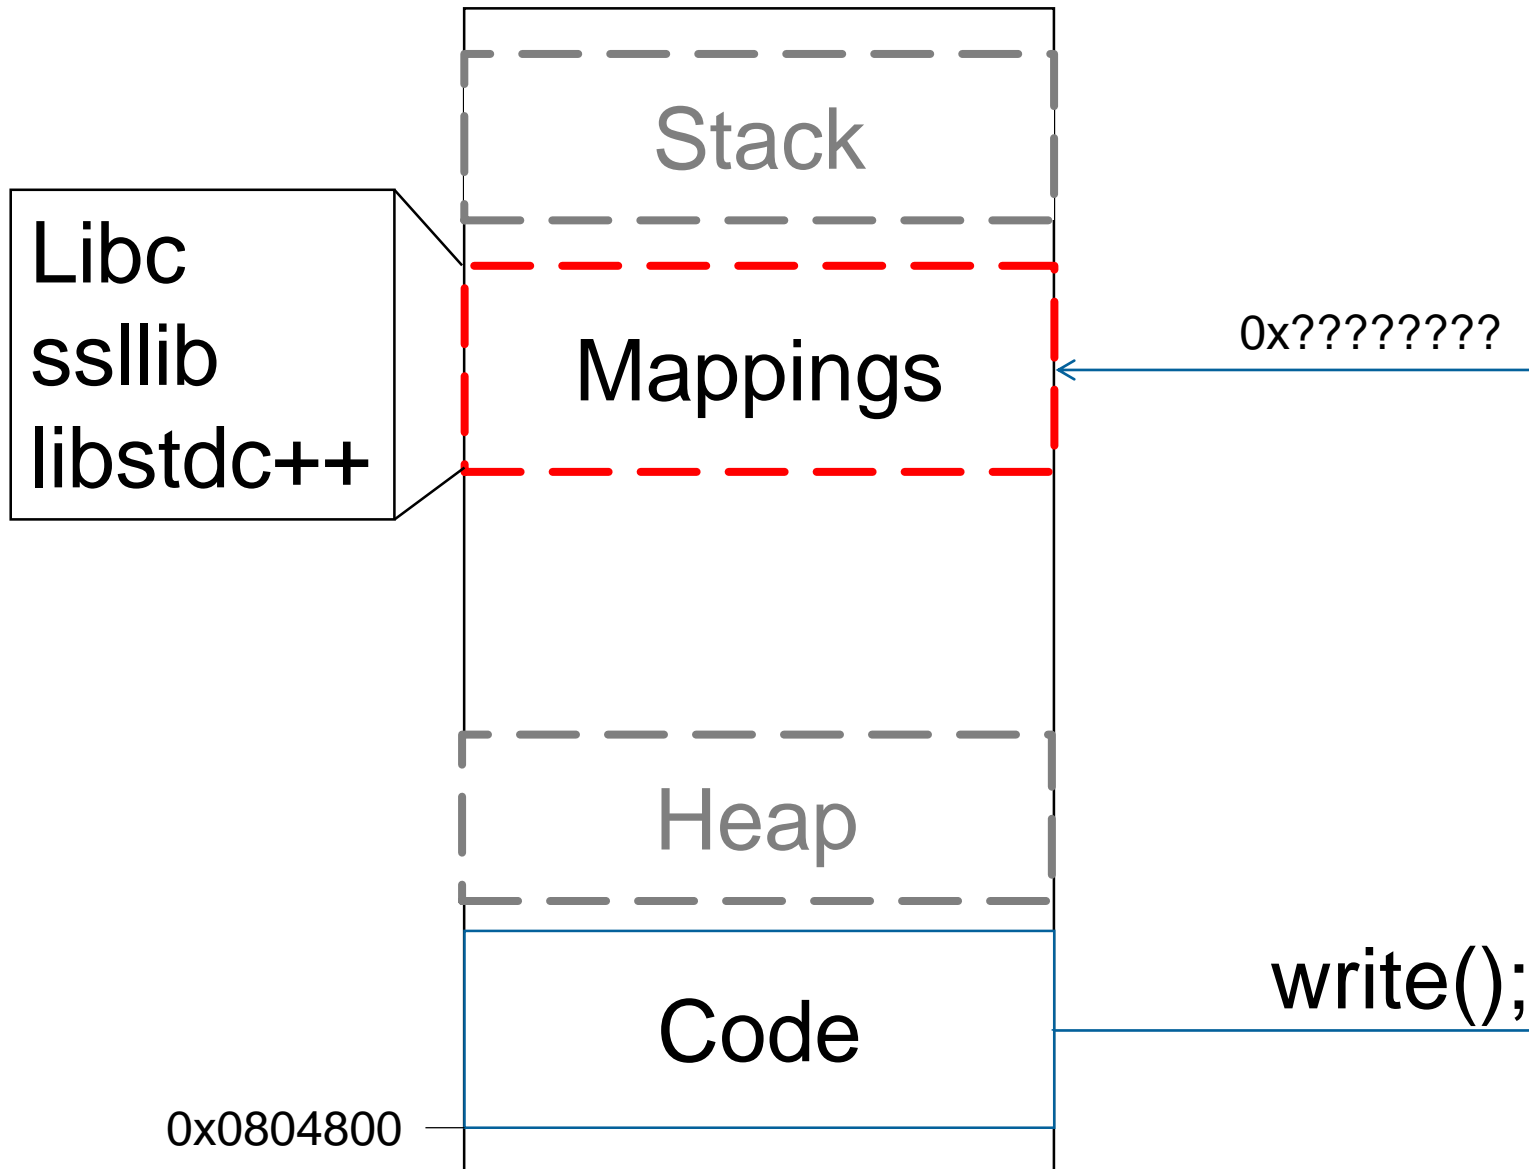 Stack
Libc
ssllib
libstdc++
Mappings
0x????????
Heap
write();
Code
0x0804800